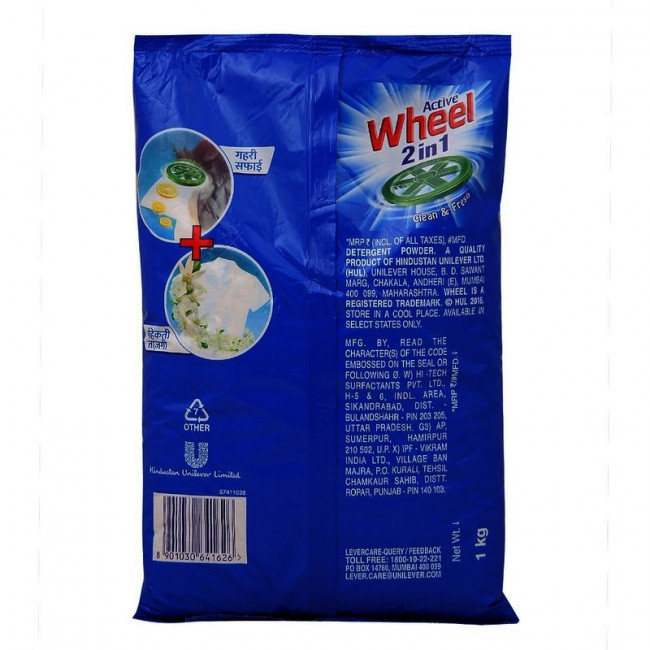 Active
Wheel
2 in 1
Clean & Fresh
गहरी
सफाई
ताज़गी
*MRP ₹ (INCL. OF ALL TAXES), #MFD.
DETERGENT POWDER. A QUALITY
PRODUCT OF HINDUSTAN UNILEVER LTD.
(HUL), UNILEVER HOUSE, B. D. SAWANT
MARG, CHAKALA, ANDHERI (E), MUMBAI
400 099, MAHARASHTRA. WHEEL IS A
REGISTERED TRADEMARK. © HUL 2016.
STORE IN A COOL PLACE. AVAILABLE IN
SELECT STATES ONLY.
MFG. BY, READ THE
CHARACTER(S) OF THE CODE
EMBOSSED ON THE SEAL OR
FOLLOWING Ø. W) HI -TECH
SURFACTANTS PVT. LTD.,
H-5 & 6, INDL. AREA,
SIKANDRABAD, DIST. -
BULANDSHAHR - PIN 203 205,
UTTAR PRADESH. G3) AP,
SUMERPUR, HAMIRPUR
210 502, U.P. X) IPF - VIKRAM
INDIA LTD., VILLAGE BAN
MAJRA, P.O. KURALI, TEHSIL
CHAMKAUR SAHIB, DISTT.
ROPAR, PUNJAB - PIN 140 103.
*MRP ₹/#MFD.↓
7
OTHER
Hindustan Unilever Limited
07411036
8 901030 641626 >
LEVERCARE-QUERY / FEEDBACK
TOLL FREE: 1800-10-22-221
PO BOX 14760, MUMBAI 400 099
LEVER.CARE@UNILEVER.COM
Net Wt.↓
1 kg